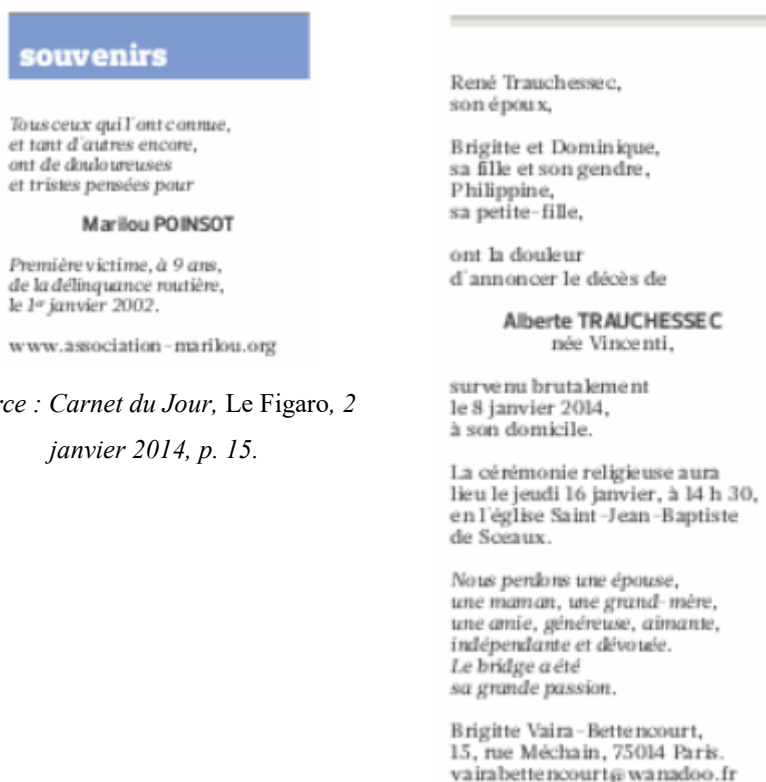 souvenirs
Tous ceux qui l'ont connue,
et tant d'autres encore,
ont de douloureuses
et tristes pensées pour
Marilou POINSOT
Première victime, à 9 ans,
de la délinquance routière,
le 1er janvier 2002.
www.association-marilou.org
rce : Carnet du Jour, Le Figaro, 2
janvier 2014, p. 15.
René Trauchessec,
son époux,
Brigitte et Dominique,
sa fille et son gendre,
Philippine,
sa petite-fille,
ont la douleur
d'annoncer le décès de
Alberte TRAUCHESSEC
née Vincenti,
survenu brutalement
le 8 janvier 2014,
à son domicile.
La cérémonie religieuse aura
lieu le jeudi 16 janvier, à 14 h 30,
en l'église Saint-Jean-Baptiste
de Sceaux.
Nous perdons une épouse,
une maman, une grand-mère,
une amie, généreuse, aimante,
indépendante et dévouée.
Le bridge a été
sa grande passion.
Brigitte Vaira-Bettencourt,
15, rue Méchain, 75014 Paris.
vairabettencourt@wanadoo.fr